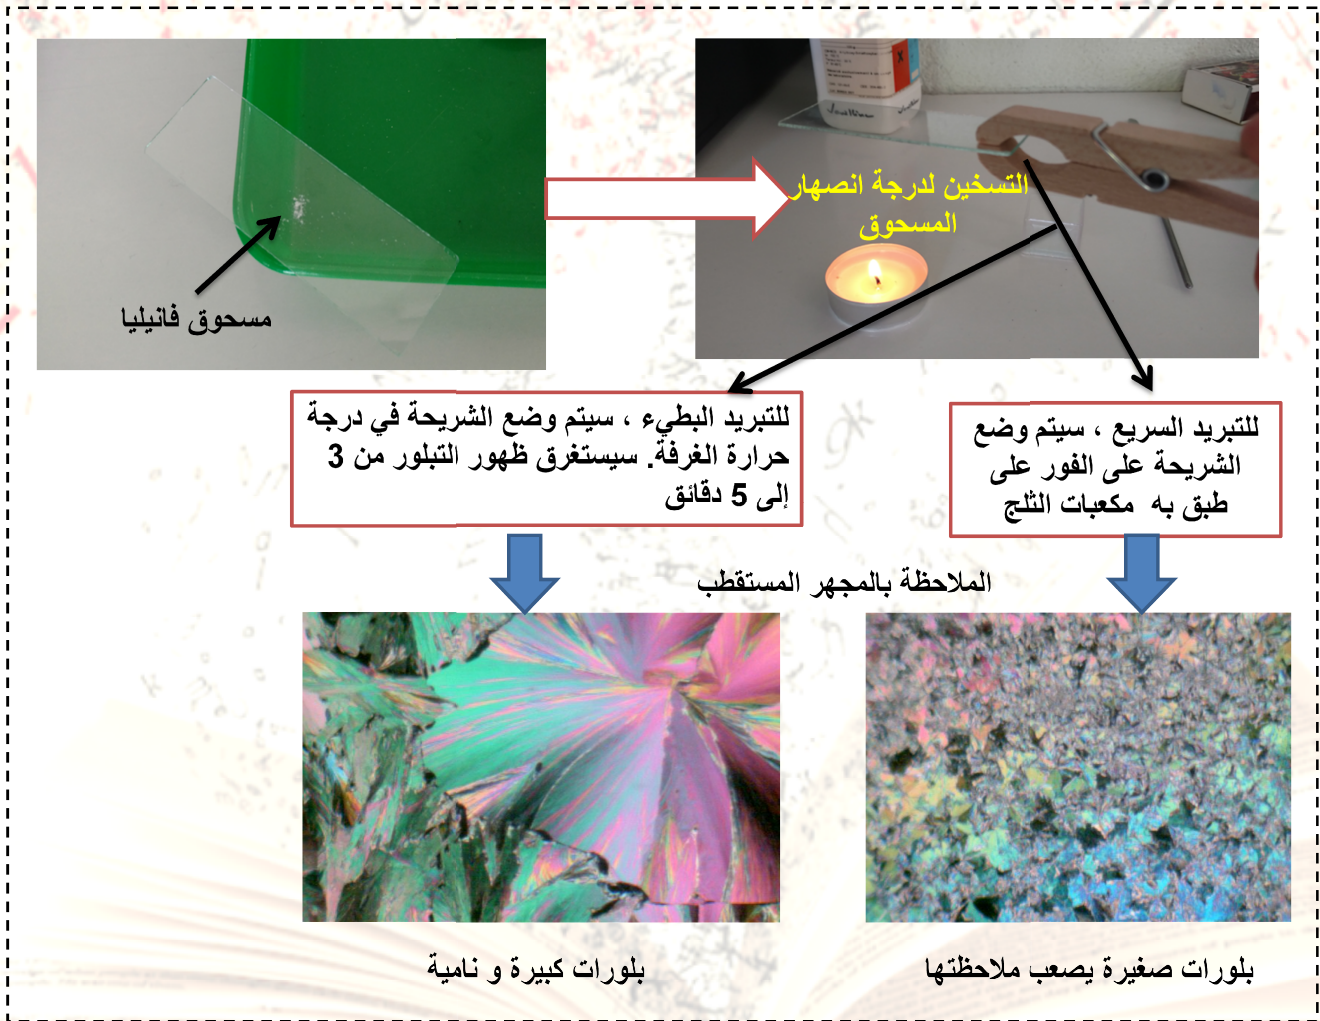 مسحوق فانيليا
التسخين لدرجة انصهار
المسحوق
للتبريد السريع ، سيتم وضع
الشريحة على الفور على
طبق به مكعبات الثلج
للتبريد البطيء ، سيتم وضع الشريحة في درجة
حرارة الغرفة. سيستغرق ظهور التبلور من 3
إلى 5 دقائق
الملاحظة بالمجهر المستقطب
بلورات صغيرة يصعب ملاحظتها
بلورات كبيرة و نامية